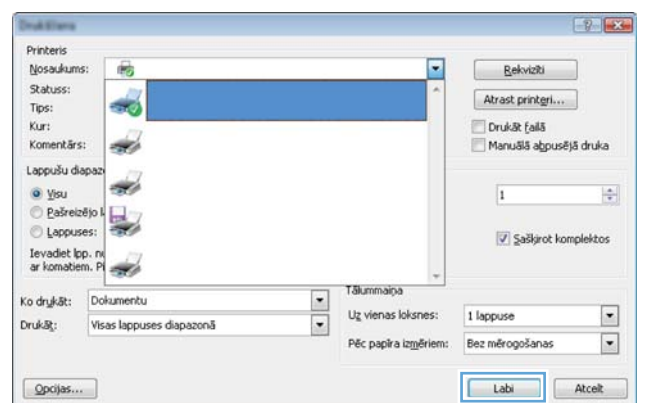 Drukāšana
Printeris
Nosaukums:
Rekvizīti
Statuss:
Atrast printeri...
Tips:
Kur:
Drukāt failā
Komentārs:
Manuālā abpusējā druka
Lappušu diapaz
Visu
1
Pašreizējo l
Lappuses:
Sašķirot komplektos
Ievadiet lpp. nu
ar komatiem. Pi
Tālummaiņa
Ko drukāt: Dokumentu
Uz vienas loksnes: 1 lappuse
Drukāt: Visas lappuses diapazonā
Pēc papīra izmēriem: Bez mērogošanas
Opcijas...
Labi
Atcelt